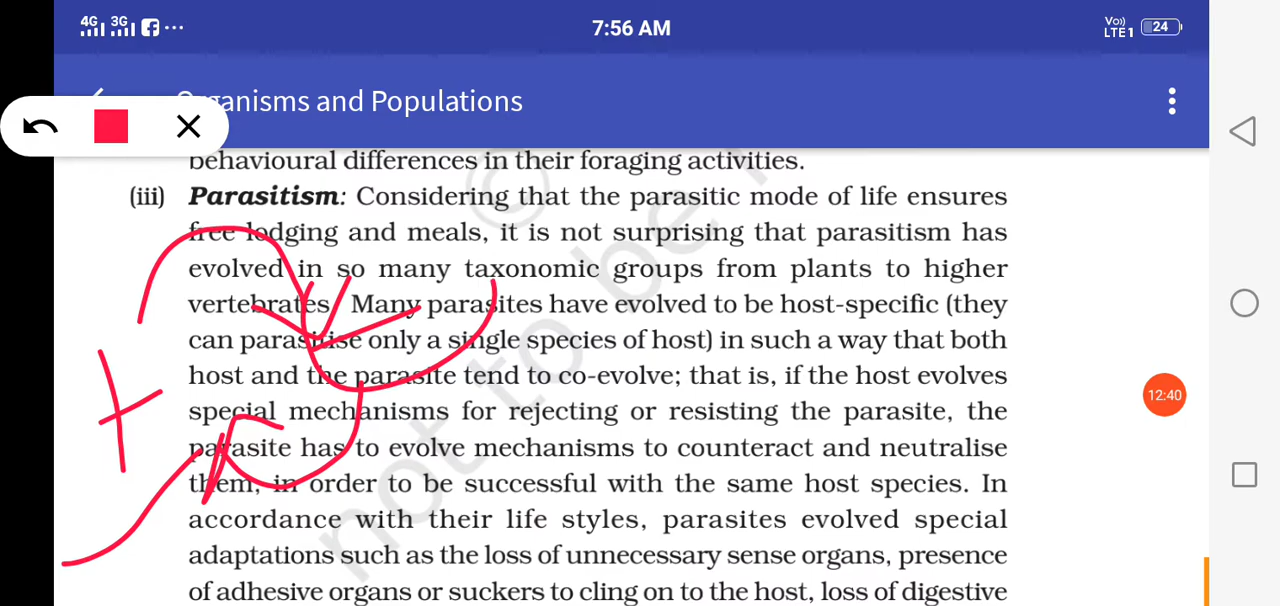 4G 3G
7:56 AM
Vo))
LTE1
24
Organisms and Populations
behavioural differences in their foraging activities.
(iii) Parasitism: Considering that the parasitic mode of life ensures
free lodging and meals, it is not surprising that parasitism has
evolved in so many taxonomic groups from plants to higher
vertebrates. Many parasites have evolved to be host-specific (they
can parasitise only a single species of host) in such a way that both
host and the parasite tend to co-evolve; that is, if the host evolves
special mechanisms for rejecting or resisting the parasite, the
parasite has to evolve mechanisms to counteract and neutralise
them, in order to be successful with the same host species. In
accordance with their life styles, parasites evolved special
adaptations such as the loss of unnecessary sense organs, presence
of adhesive organs or suckers to cling on to the host, loss of digestive
12:40
©
not to be